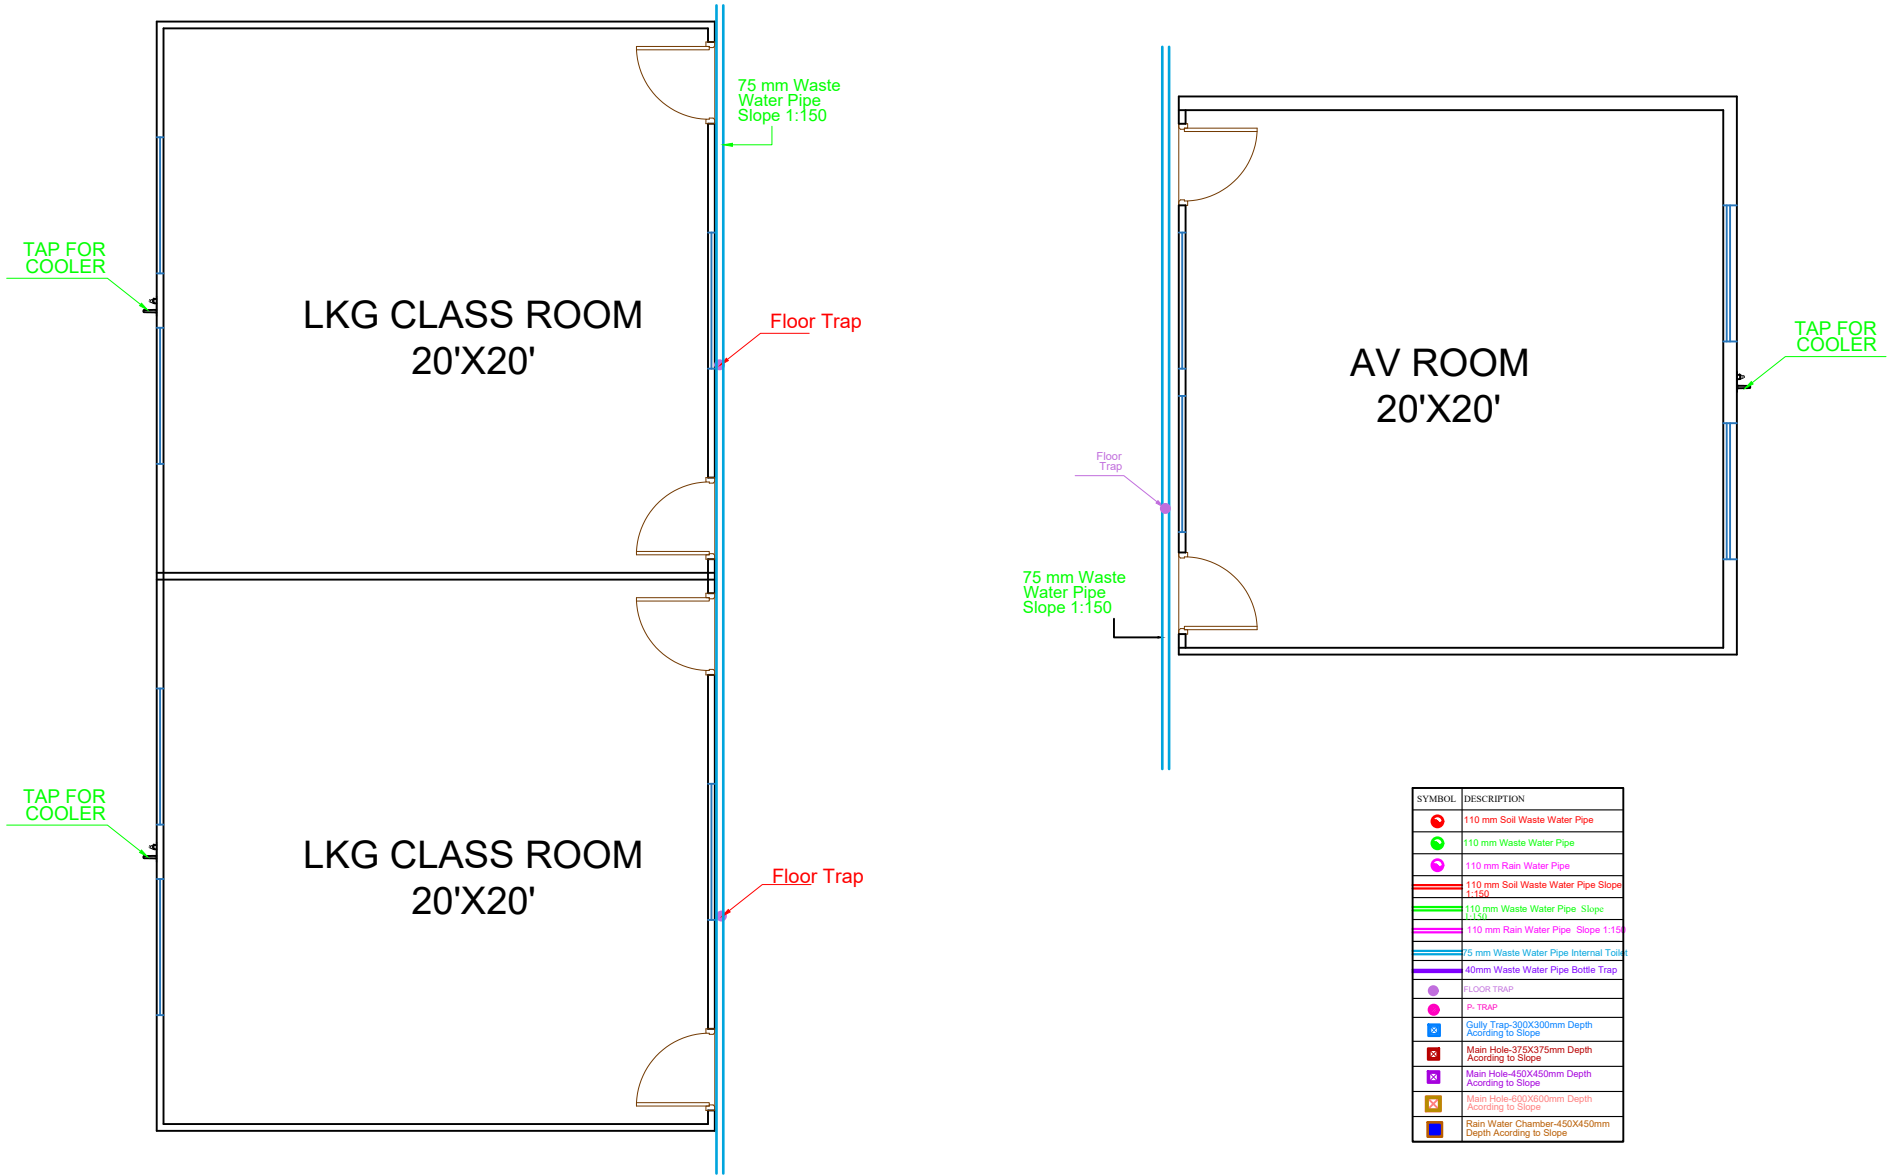 75 mm Waste
Water Pipe
Slope 1:150
TAP FOR
COOLER
LKG CLASS ROOM
20'X20'
Floor Trap
TAP FOR
COOLER
LKG CLASS ROOM
20'X20'
Floor Trap
AV ROOM
20'X20'
TAP FOR
COOLER
Floor
Trap
75 mm Waste
Water Pipe
Slope 1:150
SYMBOL DESCRIPTION
110 mm Soil Waste Water Pipe
110 mm Waste Water Pipe
110 mm Rain Water Pipe
110 mm Soil Waste Water Pipe Slope
1:150
110 mm Waste Water Pipe Slope
1:150
110 mm Rain Water Pipe Slope 1:150
75 mm Waste Water Pipe Internal Toilet
40mm Waste Water Pipe Bottle Trap
FLOOR TRAP
P- TRAP
Gully Trap-300X300mm Depth
Acording to Slope
Main Hole-375X375mm Depth
Acording to Slope
Main Hole-450X450mm Depth
Acording to Slope
Main Hole-600X600mm Depth
Acording to Slope
Rain Water Chamber-450X450mm
Depth Acording to Slope